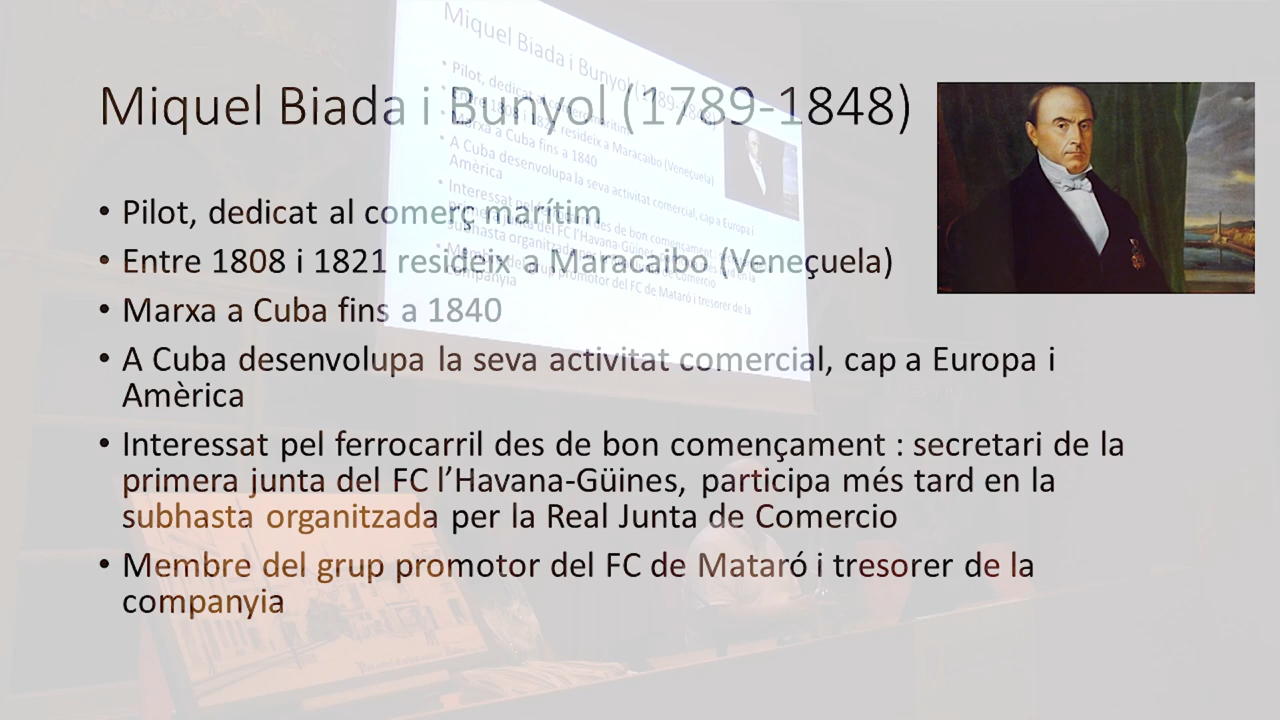 Miquel Biada i Bunyol (1789-1848)
• Pilot, dedicat al comerç marítim
• Entre 1808 i 1821 resideix a Maracaibo (Veneçuela)
• Marxa a Cuba fins a 1840
• A Cuba desenvolupa la seva activitat comercial, cap a Europa i
Amèrica
• Interessat pel ferrocarril des de bon començament : secretari de la
primera junta del FC l’Havana-Güines, participa més tard en la
subhasta organitzada per la Real Junta de Comercio
• Membre del grup promotor del FC de Mataró i tresorer de la
companyia